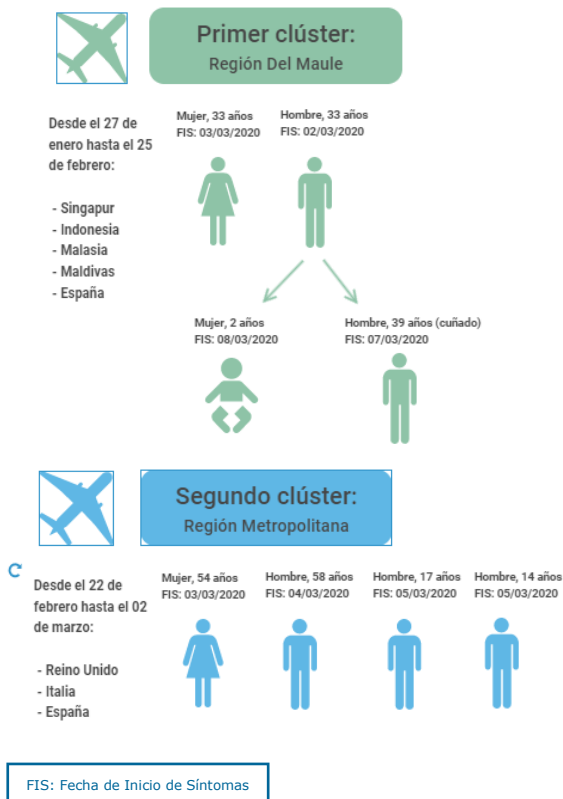 Primer clúster:
Región Del Maule
Desde el 27 de
enero hasta el 25
de febrero:
- Singapur
- Indonesia
- Malasia
- Maldivas
- España
Mujer, 33 años
FIS: 03/03/2020
Hombre, 33 años
FIS: 02/03/2020
Mujer, 2 años
FIS: 08/03/2020
Hombre, 39 años (cuñado)
FIS: 07/03/2020
Segundo clúster:
Región Metropolitana
Desde el 22 de
febrero hasta el 02
de marzo:
- Reino Unido
- Italia
- España
Mujer, 54 años
FIS: 03/03/2020
Hombre, 58 años
FIS: 04/03/2020
Hombre, 17 años
FIS: 05/03/2020
Hombre, 14 años
FIS: 05/03/2020
FIS: Fecha de Inicio de Síntomas